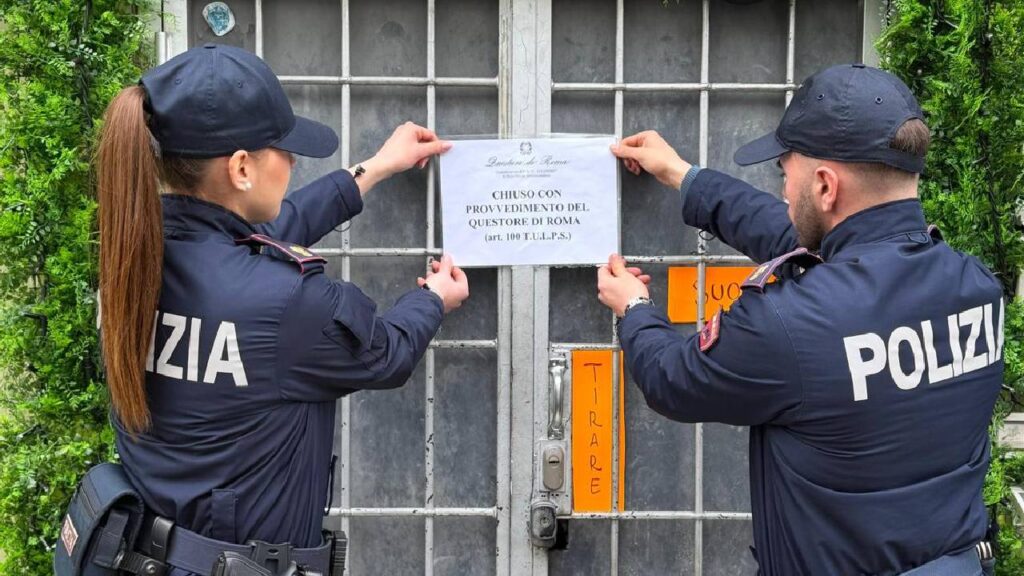 Questura di Roma
CHIUSO CON
PROVVEDIMENTO DEL
QUESTORE DI ROMA
(art. 100 T.U.L.P.S.)
SUO
TIRARE
IZIA
POLIZIA